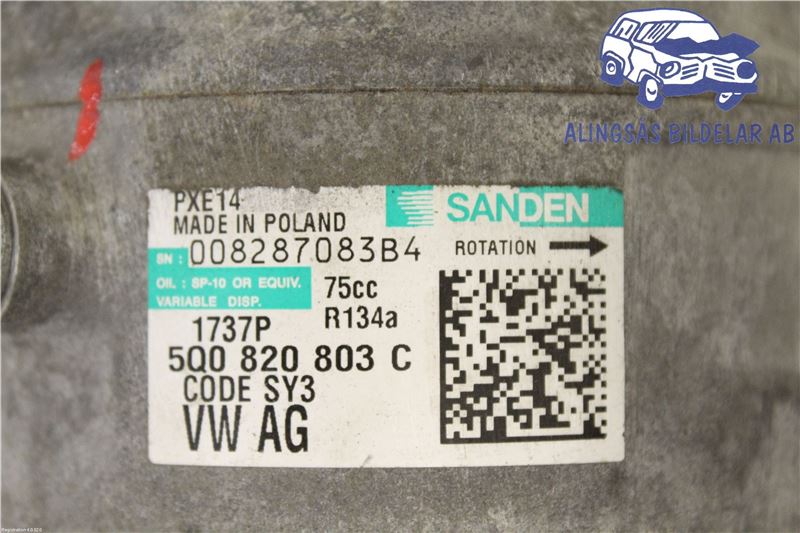 ALINGSÅS BILDELAR AB
PXE14
MADE IN POLAND
SANDEN
SN : 008287083B4
ROTATION
OIL : SP-10 OR EQUIV.
VARIABLE DISP.
75cc
R134a
1737P
5Q0 820 803 C
CODE SY3
VW AG